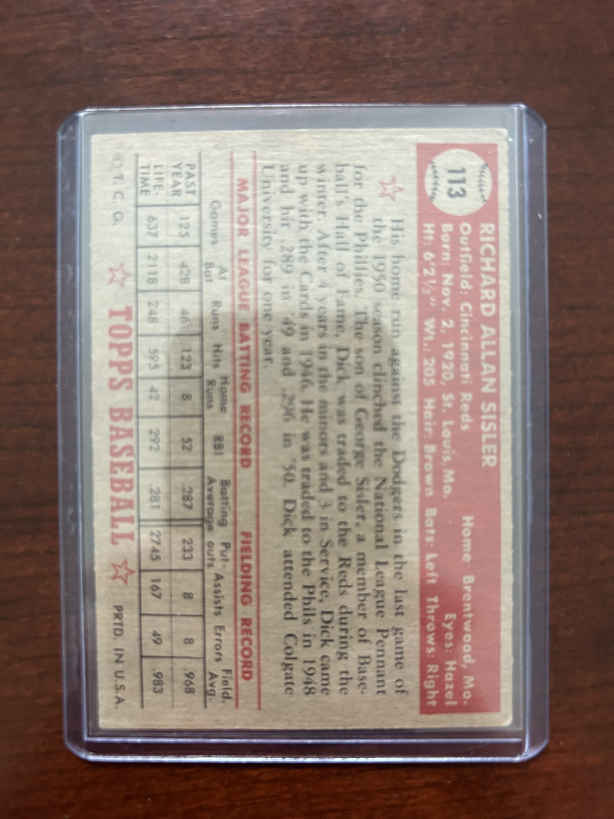 113
RICHARD ALLAN SISLER
Outfield: Cincinnati Reds Home: Brentwood, Mo.
Born: Nov. 2, 1920, St. Louis, Mo. Eyes: Hazel
Ht: 6'2½" Wt: 205 Hair: Brown Bats: Left Throws: Right
His home run against the Dodgers in the last game of
the 1950 season clinched the National League Pennant
for the Phillies. The son of George Sisler, a member of Base-
ball's Hall of Fame, Dick was traded to the Reds during the
winter. After 4 years in the minors and 3 in Service, Dick came
up with the Cards in 1946. He was traded to the Phils in 1948
and hit .289 in '49 and .296 in '50. Dick attended Colgate
University for one year.
MAJOR LEAGUE BATTING RECORD FIELDING RECORD
Games At Bat Runs Hits Home Runs RBI Batting Average Put-outs Assists Errors Field. Avg.
PAST YEAR 125 428 46 123 8 52 .287 233 8 8 .968
LIFE-TIME 637 2118 248 595 42 292 .281 2745 167 49 .983
© T. C. G. ☆ TOPPS BASEBALL ☆ PRTD. IN U.S.A.